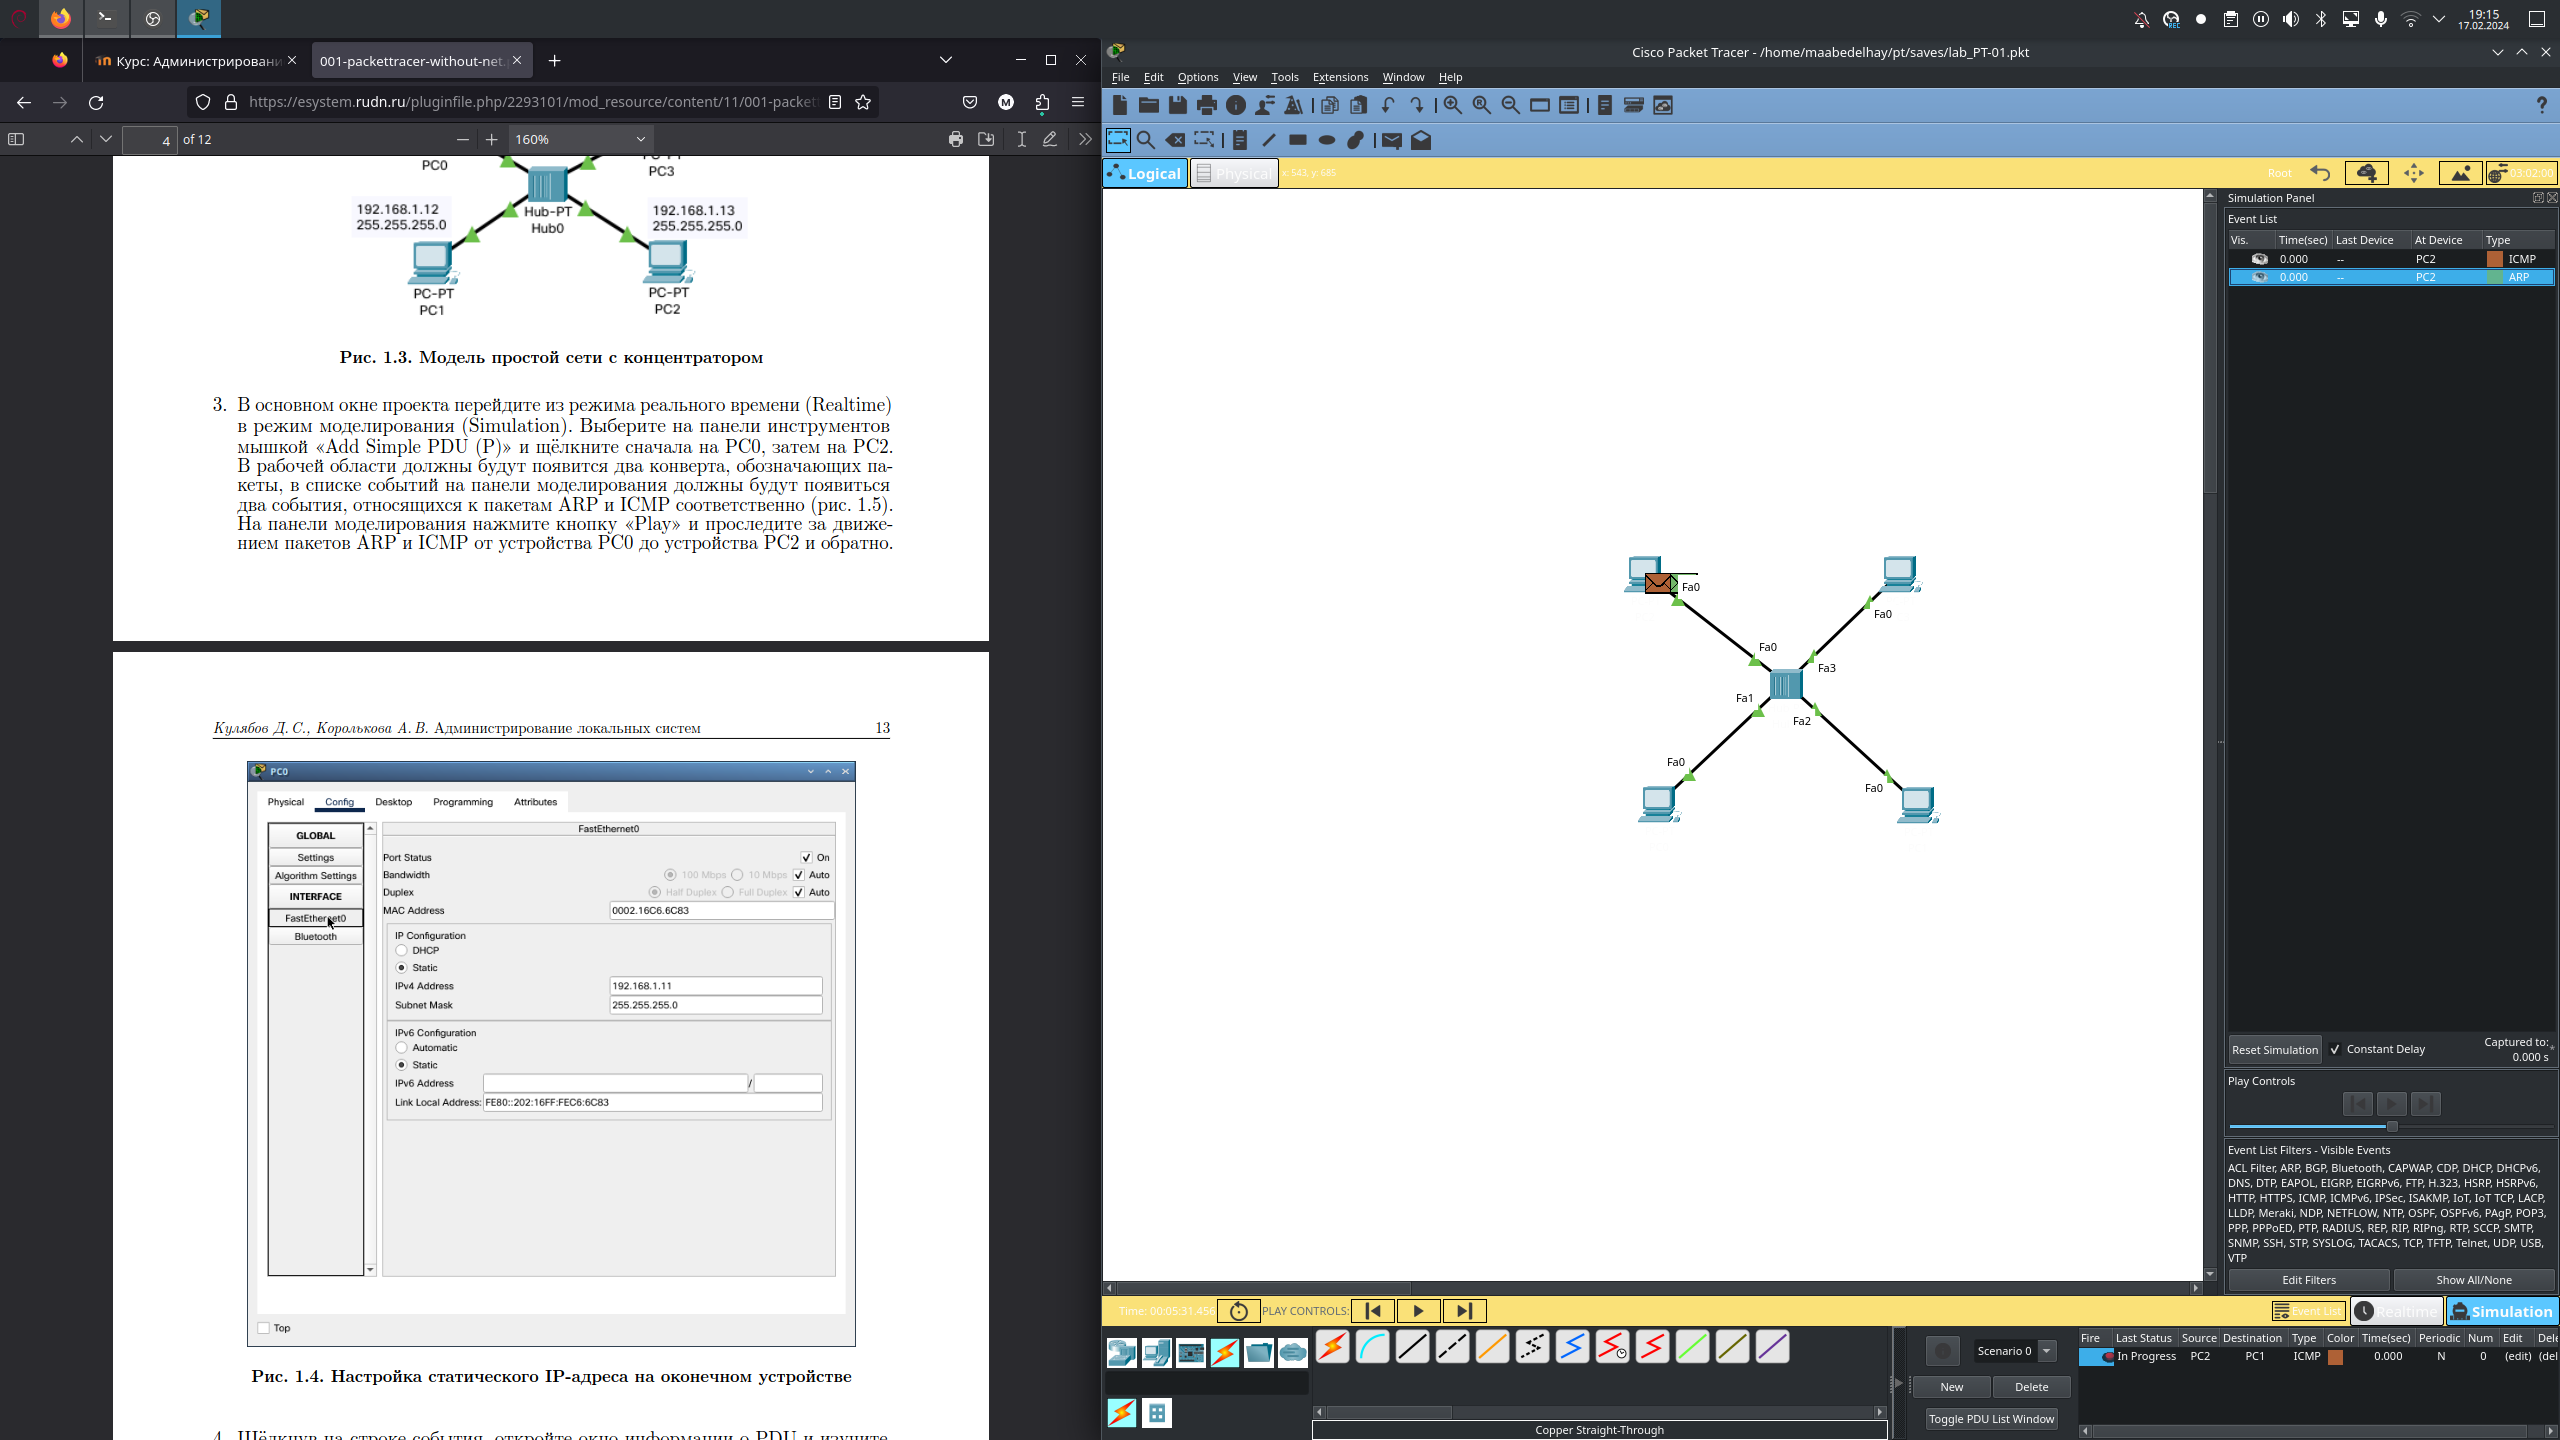 19:15
17.02.2024
Курс: Администрировани
001-packettracer-without-net.
https://esystem.rudn.ru/pluginfile.php/2293101/mod_resource/content/11/001-packet
4 of 12
160%
PC0
PC3
192.168.1.12
255.255.255.0
Hub-PT
Hub0
192.168.1.13
255.255.255.0
PC-PT
PC1
PC-PT
PC2
Рис. 1.3. Модель простой сети с концентратором
3. В основном окне проекта перейдите из режима реального времени (Realtime)
в режим моделирования (Simulation). Выберите на панели инструментов
мышкой «Add Simple PDU (P)» и щёлкните сначала на PC0, затем на PC2.
В рабочей области должны будут появится два конверта, обозначающих па-
кеты, в списке событий на панели моделирования должны будут появиться
два события, относящихся к пакетам ARP и ICMP соответственно (рис. 1.5).
На панели моделирования нажмите кнопку «Play» и проследите за движе-
нием пакетов ARP и ICMP от устройства PC0 до устройства PC2 и обратно.
Кулябов Д. С., Королькова А. В. Администрирование локальных систем 13
PC0
Physical Config Desktop Programming Attributes
GLOBAL
Settings
Algorithm Settings
INTERFACE
FastEthernet0
Bluetooth
FastEthernet0
Port Status On
Bandwidth 100 Mbps 10 Mbps Auto
Duplex Half Duplex Full Duplex Auto
MAC Address 0002.16C6.6C83
IP Configuration
DHCP
Static
IPv4 Address 192.168.1.11
Subnet Mask 255.255.255.0
IPv6 Configuration
Automatic
Static
IPv6 Address /
Link Local Address: FE80::202:16FF:FEC6:6C83
Top
Рис. 1.4. Настройка статического IP-адреса на оконечном устройстве
4. Щёлкнув на строке события, откройте окно информации о PDU и изучите
Cisco Packet Tracer - /home/maabedelhay/pt/saves/lab_PT-01.pkt
File Edit Options View Tools Extensions Window Help
Logical Physical x: 543, y: 685 Root 03:02:00
Fa0
Fa0
Fa0
Fa3
Fa1
Fa2
Fa0
Fa0
Simulation Panel
Event List
Vis. Time(sec) Last Device At Device Type
0.000 -- PC2 ICMP
0.000 -- PC2 ARP
Reset Simulation Constant Delay Captured to:
0.000 s
Play Controls
Event List Filters - Visible Events
ACL Filter, ARP, BGP, Bluetooth, CAPWAP, CDP, DHCP, DHCPv6,
DNS, DTP, EAPOL, EIGRP, EIGRPv6, FTP, H.323, HSRP, HSRPv6,
HTTP, HTTPS, ICMP, ICMPv6, IPSec, ISAKMP, IoT, IoT TCP, LACP,
LLDP, Meraki, NDP, NETFLOW, NTP, OSPF, OSPFv6, PAgP, POP3,
PPP, PPPoED, PTP, RADIUS, REP, RIP, RIPng, RTP, SCCP, SMTP,
SNMP, SSH, STP, SYSLOG, TACACS, TCP, TFTP, Telnet, UDP, USB,
VTP
Edit Filters Show All/None
Time: 00:05:31.456 PLAY CONTROLS: Event List Realtime Simulation
Scenario 0
New Delete
Toggle PDU List Window
Fire Last Status Source Destination Type Color Time(sec) Periodic Num Edit Dele
In Progress PC2 PC1 ICMP 0.000 N 0 (edit) (del
Copper Straight-Through